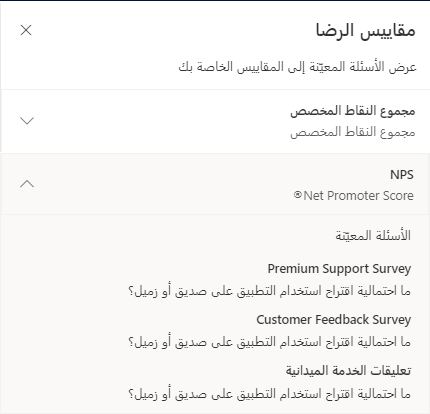 مقاييس الرضا
عرض الأسئلة المعيّنة إلى المقاييس الخاصة بك
مجموع النقاط المخصص
مجموع النقاط المخصص
NPS
Net Promoter Score®
الأسئلة المعيّنة
Premium Support Survey
ما احتمالية اقتراح استخدام التطبيق على صديق أو زميل؟
Customer Feedback Survey
ما احتمالية اقتراح استخدام التطبيق على صديق أو زميل؟
تعليقات الخدمة الميدانية
ما احتمالية اقتراح استخدام التطبيق على صديق أو زميل؟